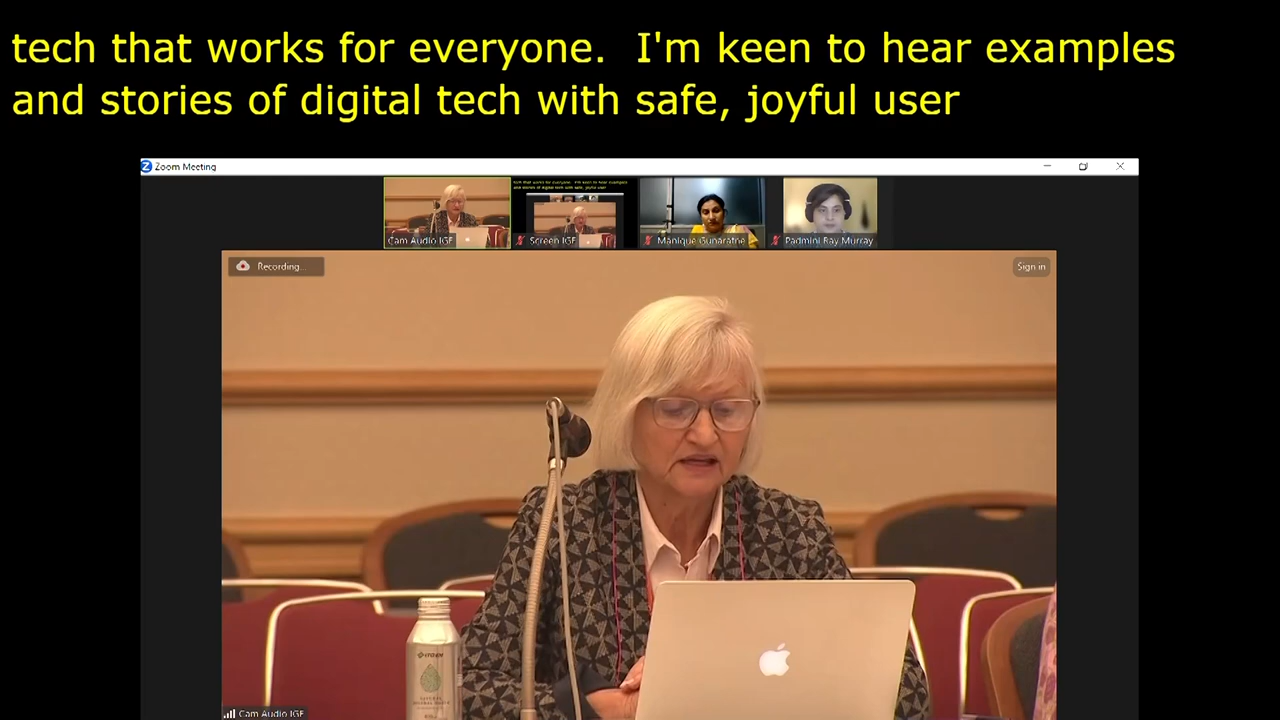 tech that works for everyone.  I'm keen to hear examples
and stories of digital tech with safe, joyful user
Zoom Meeting
Cam Audio IGF
Screen IGF
Manique Gunaratne
Padmini Ray Murray
Recording...
Sign in
Cam Audio IGF